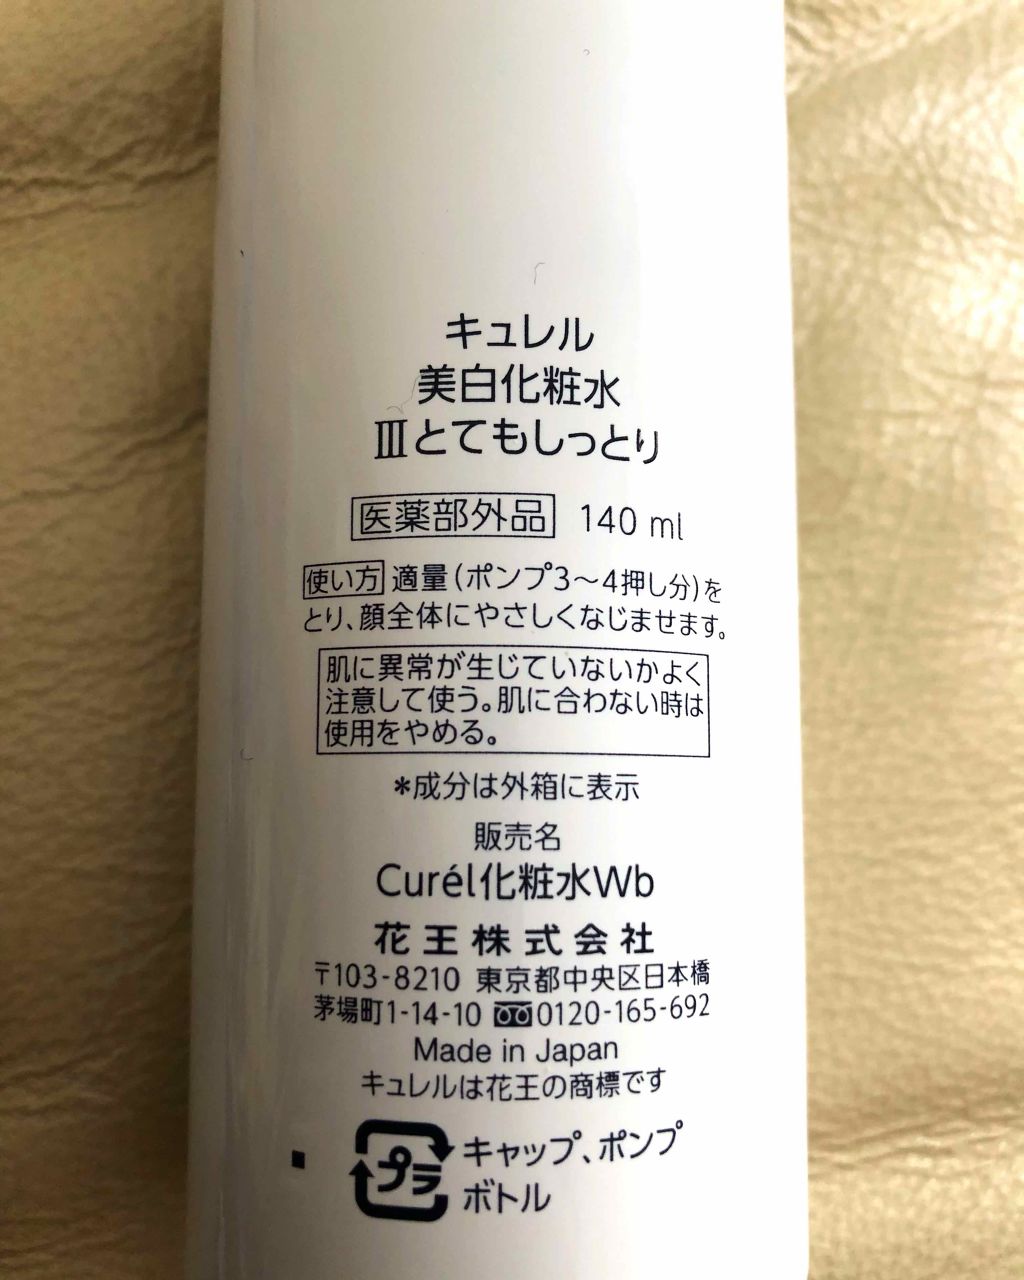 キュレル
美白化粧水
Ⅲとてもしっとり
医薬部外品 140 ml
使い方 適量(ポンプ3〜4押し分)を
とり、顔全体にやさしくなじませます。
肌に異常が生じていないかよく
注意して使う。肌に合わない時は
使用をやめる。
*成分は外箱に表示
販売名
Curél化粧水Wb
花王株式会社
〒103-8210 東京都中央区日本橋
茅場町1-14-10 0120-165-692
Made in Japan
キュレルは花王の商標です
プラ キャップ、ポンプ
ボトル